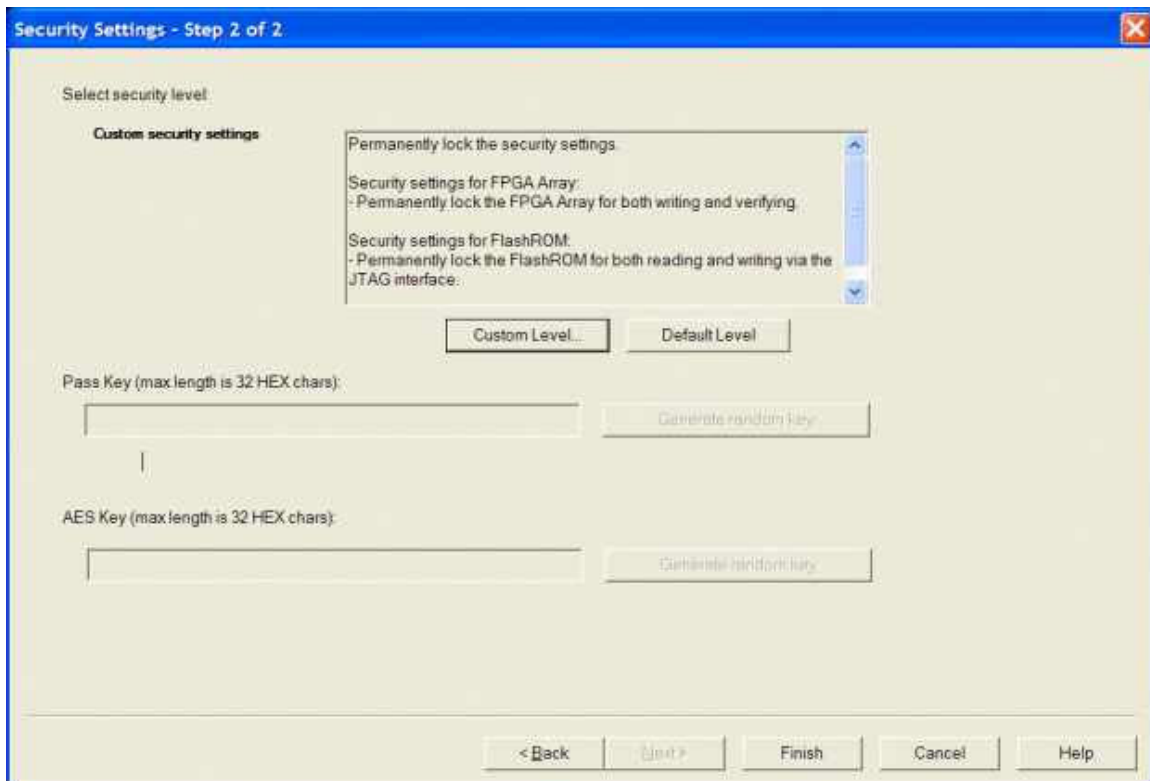 Security Settings - Step 2 of 2
Select security level
Custom security settings
Permanently lock the security settings.
Security settings for FPGA Array:
- Permanently lock the FPGA Array for both writing and verifying.
Security settings for FlashROM:
- Permanently lock the FlashROM for both reading and writing via the
JTAG interface.
Custom Level...
Default Level
Pass Key (max length is 32 HEX chars):
Generate random key
AES Key (max length is 32 HEX chars):
Generate random key
< Back
Next >
Finish
Cancel
Help